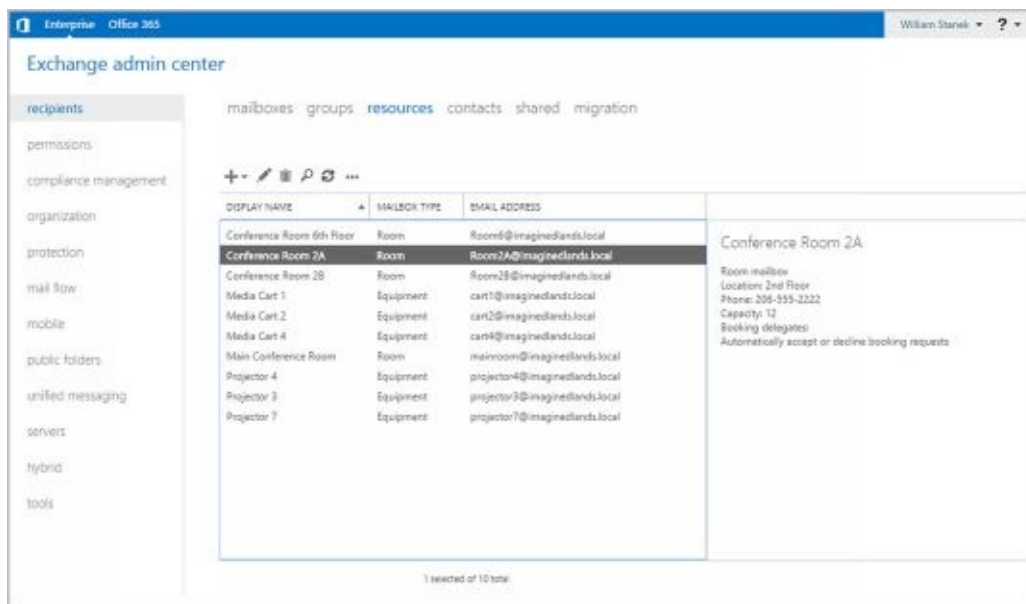 Enterprise Office 365
William Stanek ?
Exchange admin center
recipients
permissions
compliance management
organization
protection
mail flow
mobile
public folders
unified messaging
servers
hybrid
tools
mailboxes groups resources contacts shared migration
DISPLAY NAME MAILBOX TYPE EMAIL ADDRESS
Conference Room 6th Floor Room Room6@imaginedlands.local
Conference Room 2A Room Room2A@imaginedlands.local
Conference Room 2B Room Room2B@imaginedlands.local
Media Cart 1 Equipment cart1@imaginedlands.local
Media Cart 2 Equipment cart2@imaginedlands.local
Media Cart 4 Equipment cart4@imaginedlands.local
Main Conference Room Room mainroom@imaginedlands.local
Projector 4 Equipment projector4@imaginedlands.local
Projector 3 Equipment projector3@imaginedlands.local
Projector 7 Equipment projector7@imaginedlands.local
Conference Room 2A
Room mailbox
Location: 2nd Floor
Phone: 206-555-2222
Capacity: 12
Booking delegates:
Automatically accept or decline booking requests
1 selected of 10 total